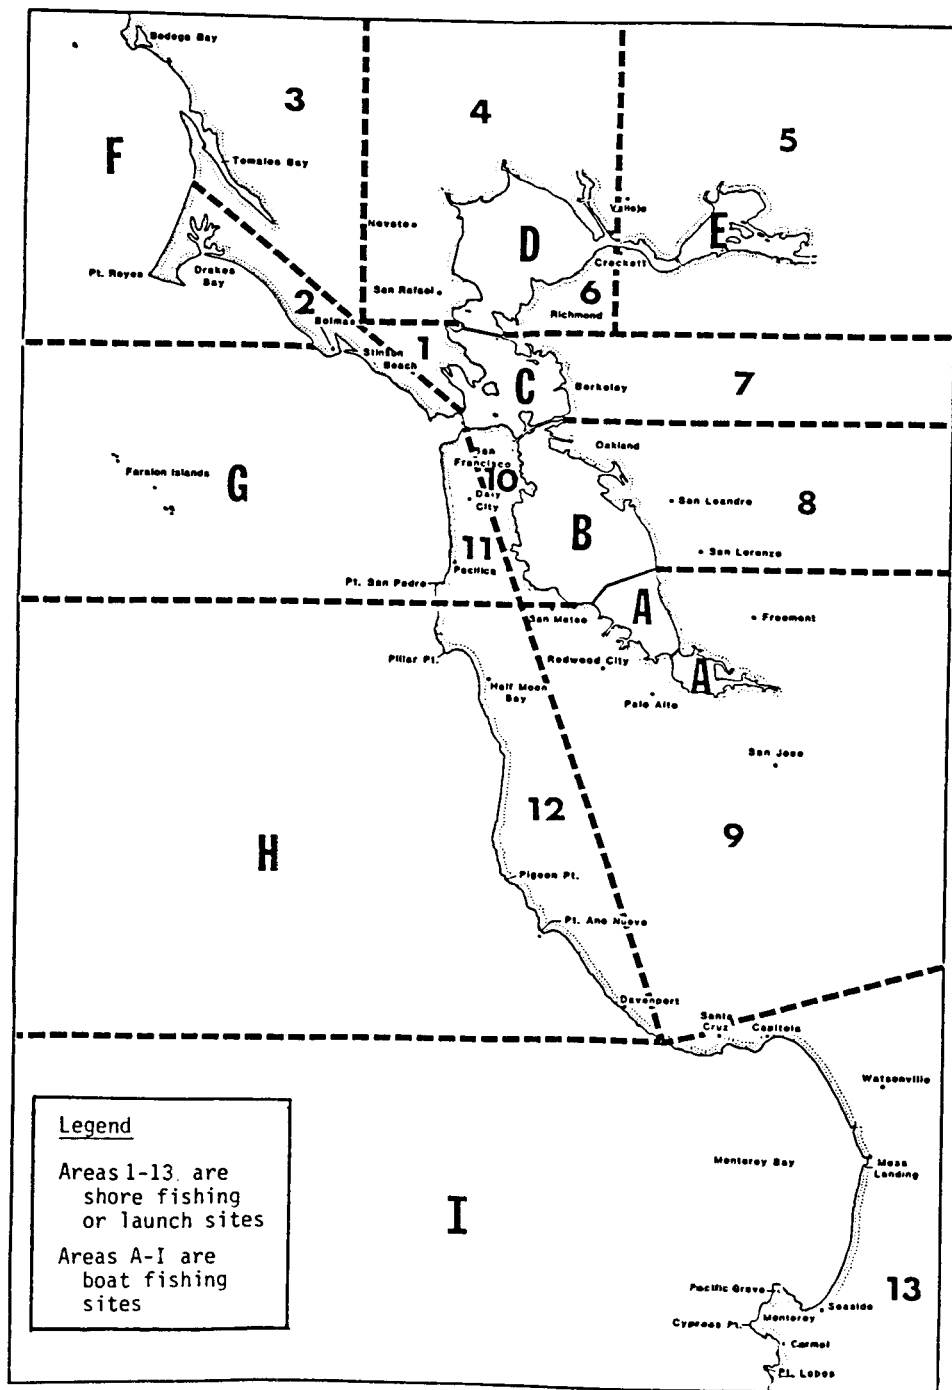 Bodega Bay
3
4
5
F
Tomales Bay
Vallejo
Novato
D
E
Crockett
Pt. Reyes
Drakes
Bay
San Rafael
6
Richmond
2
Bolinas
1
Stinson
Beach
C
Berkeley
7
Oakland
San
Francisco
Farallon Islands
G
10
Daly
City
San Leandro
8
B
11
San Lorenzo
Pacifica
Pt. San Pedro
A
San Mateo
Fremont
Pillar Pt.
Redwood City
A
Half Moon
Bay
Palo Alto
San Jose
12
9
H
Pigeon Pt.
Pt. Ano Nuevo
Davenport
Santa
Cruz
Capitola
Watsonville
Legend
Areas 1-13 are
shore fishing
or launch sites
Areas A-I are
boat fishing
sites
Monterey Bay
Moss
Landing
I
13
Pacific Grove
Seaside
Monterey
Cypress Pt.
Carmel
Pt. Lobos